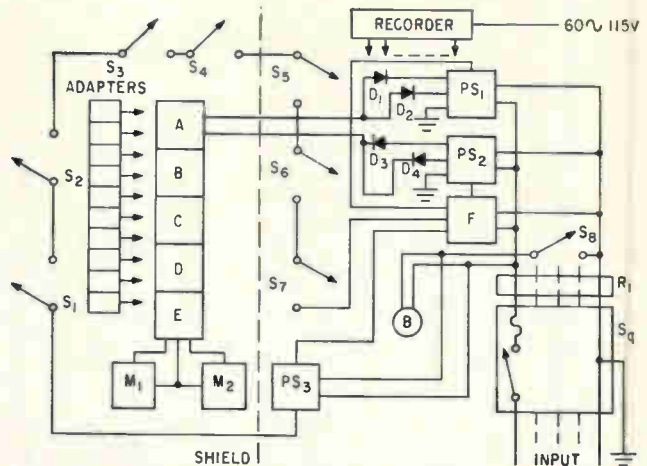 RECORDER
60∿ 115V
S3
S4
S5
ADAPTERS
D1
D2
PS1
A
S2
B
S6
D3
D4
PS2
C
F
D
S8
S1
E
S7
B
R1
M1
M2
PS3
Sq
SHIELD
INPUT